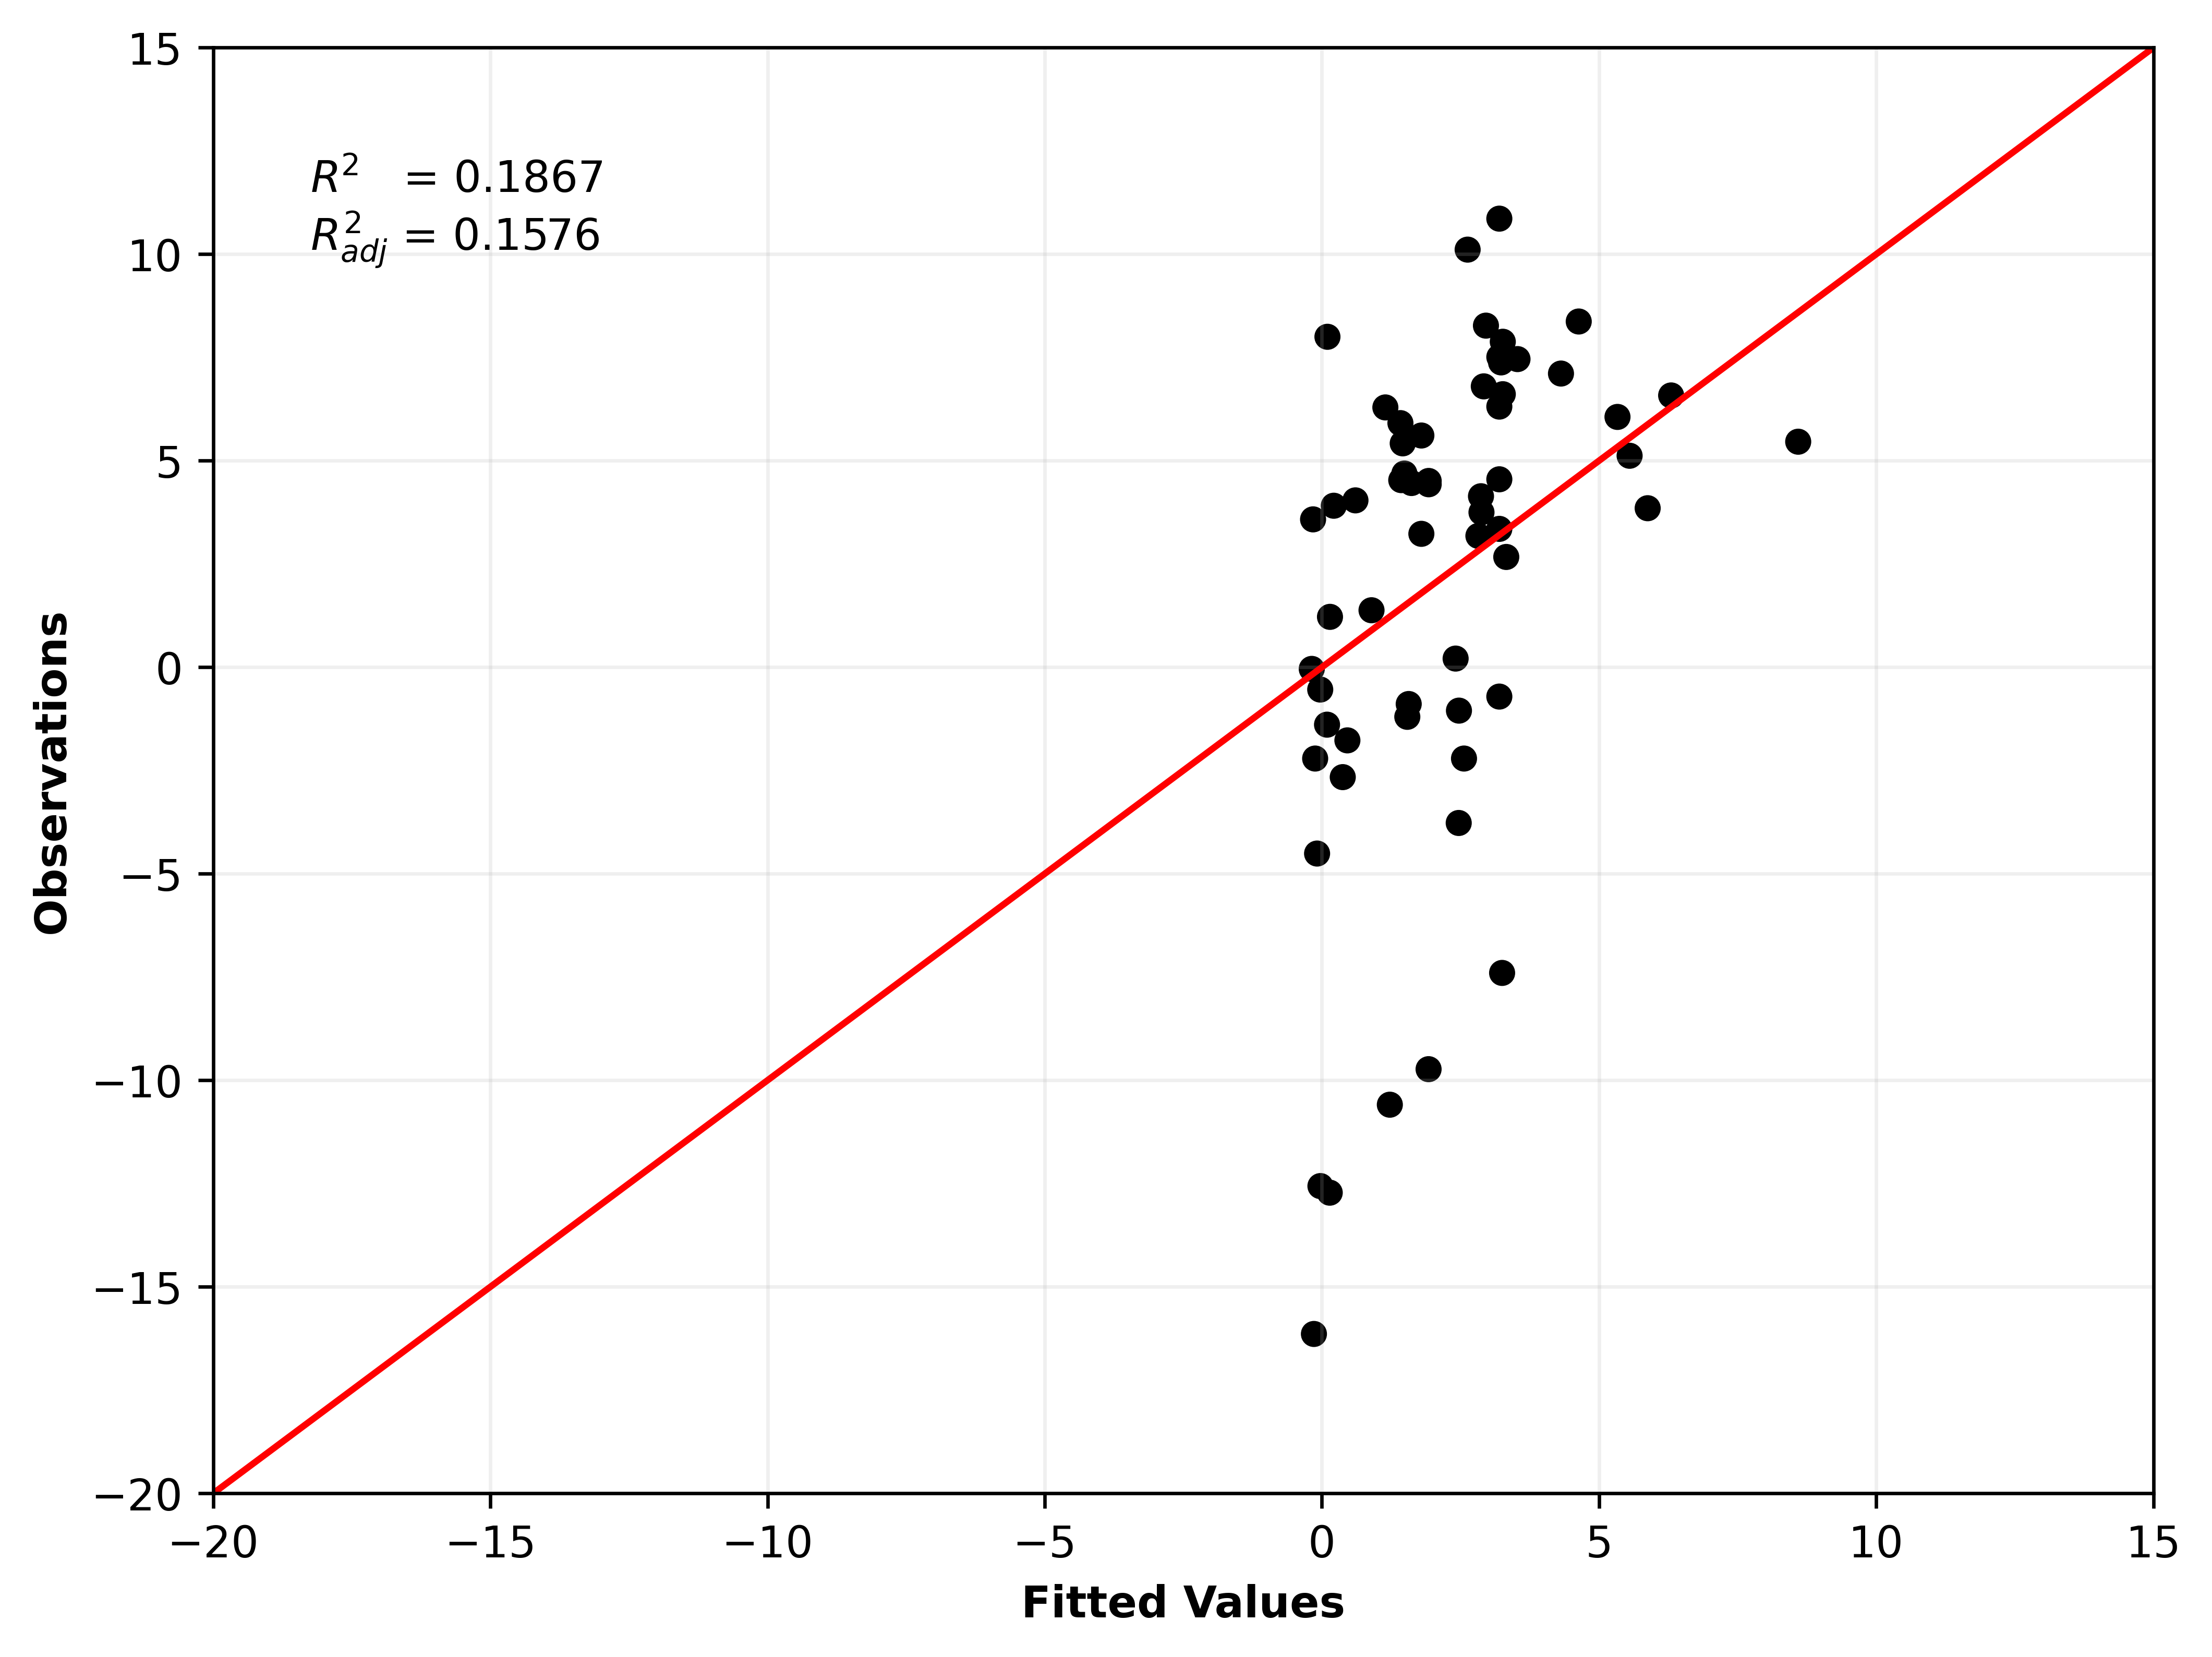 15
10
5
0
−5
−10
−15
−20
R² = 0.1867
R²adj = 0.1576
Observations
−20 −15 −10 −5 0 5 10 15
Fitted Values